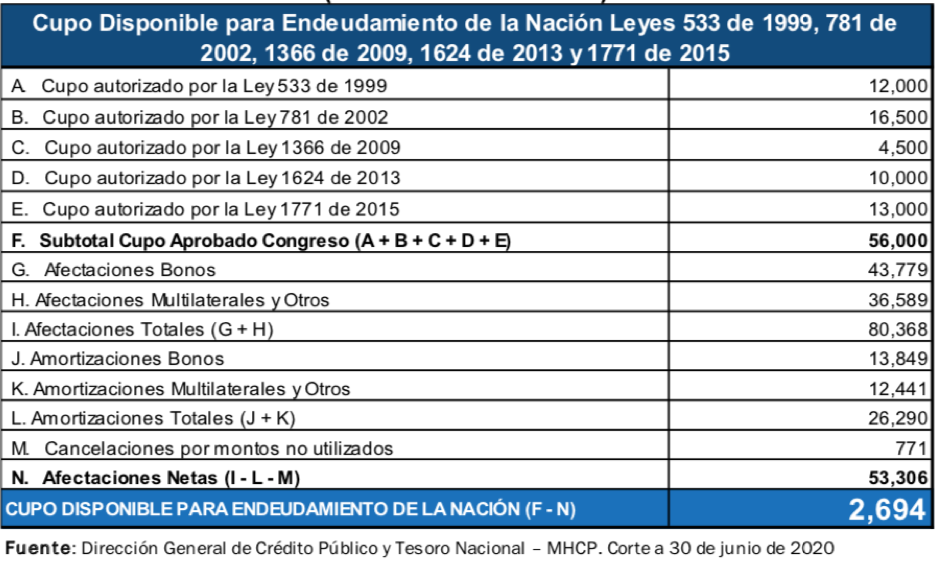 Cupo Disponible para Endeudamiento de la Nación Leyes 533 de 1999, 781 de
2002, 1366 de 2009, 1624 de 2013 y 1771 de 2015
A. Cupo autorizado por la Ley 533 de 1999 12,000
B. Cupo autorizado por la Ley 781 de 2002 16,500
C. Cupo autorizado por la Ley 1366 de 2009 4,500
D. Cupo autorizado por la Ley 1624 de 2013 10,000
E. Cupo autorizado por la Ley 1771 de 2015 13,000
F. Subtotal Cupo Aprobado Congreso (A + B + C + D + E) 56,000
G. Afectaciones Bonos 43,779
H. Afectaciones Multilaterales y Otros 36,589
I. Afectaciones Totales (G + H) 80,368
J. Amortizaciones Bonos 13,849
K. Amortizaciones Multilaterales y Otros 12,441
L. Amortizaciones Totales (J + K) 26,290
M. Cancelaciones por montos no utilizados 771
N. Afectaciones Netas (I - L - M) 53,306
CUPO DISPONIBLE PARA ENDEUDAMIENTO DE LA NACIÓN (F - N) 2,694
Fuente: Dirección General de Crédito Público y Tesoro Nacional – MHCP. Corte a 30 de junio de 2020